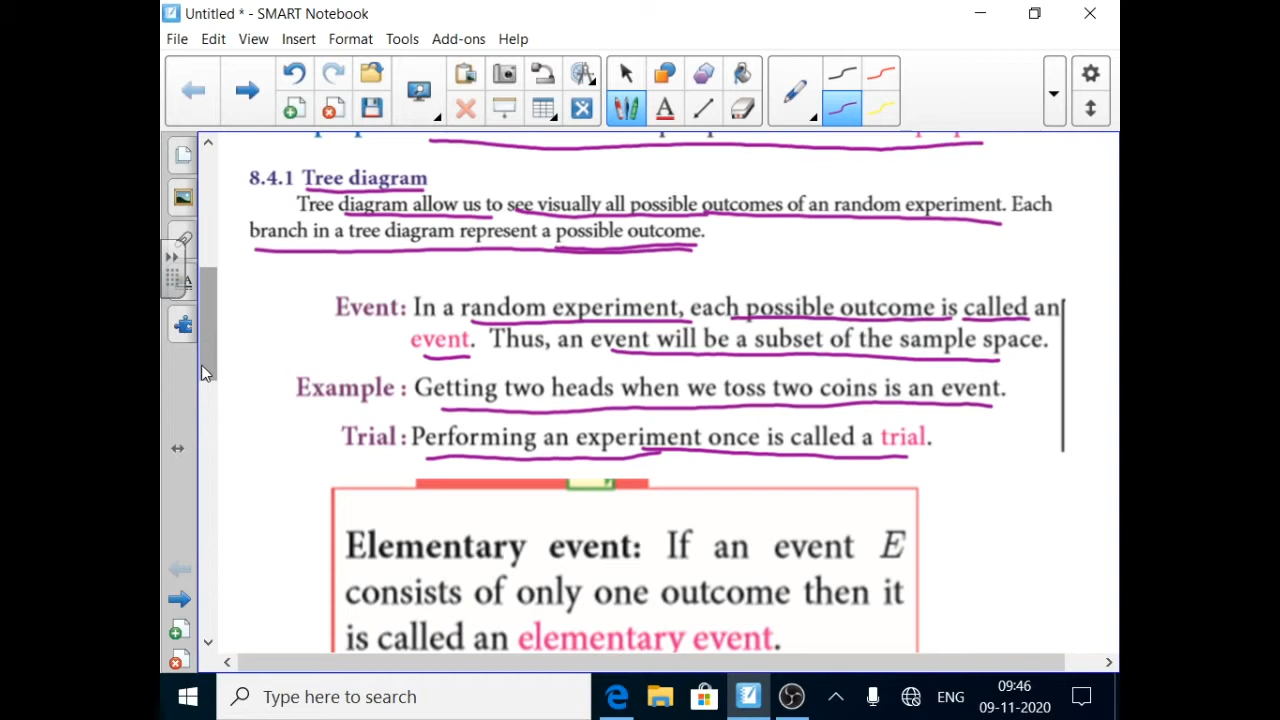 Untitled * - SMART Notebook
File Edit View Insert Format Tools Add-ons Help
8.4.1 Tree diagram
Tree diagram allow us to see visually all possible outcomes of an random experiment. Each
branch in a tree diagram represent a possible outcome.
Event: In a random experiment, each possible outcome is called an
event. Thus, an event will be a subset of the sample space.
Example : Getting two heads when we toss two coins is an event.
Trial : Performing an experiment once is called a trial.
Elementary event: If an event E
consists of only one outcome then it
is called an elementary event.
Type here to search
ENG
09:46
09-11-2020